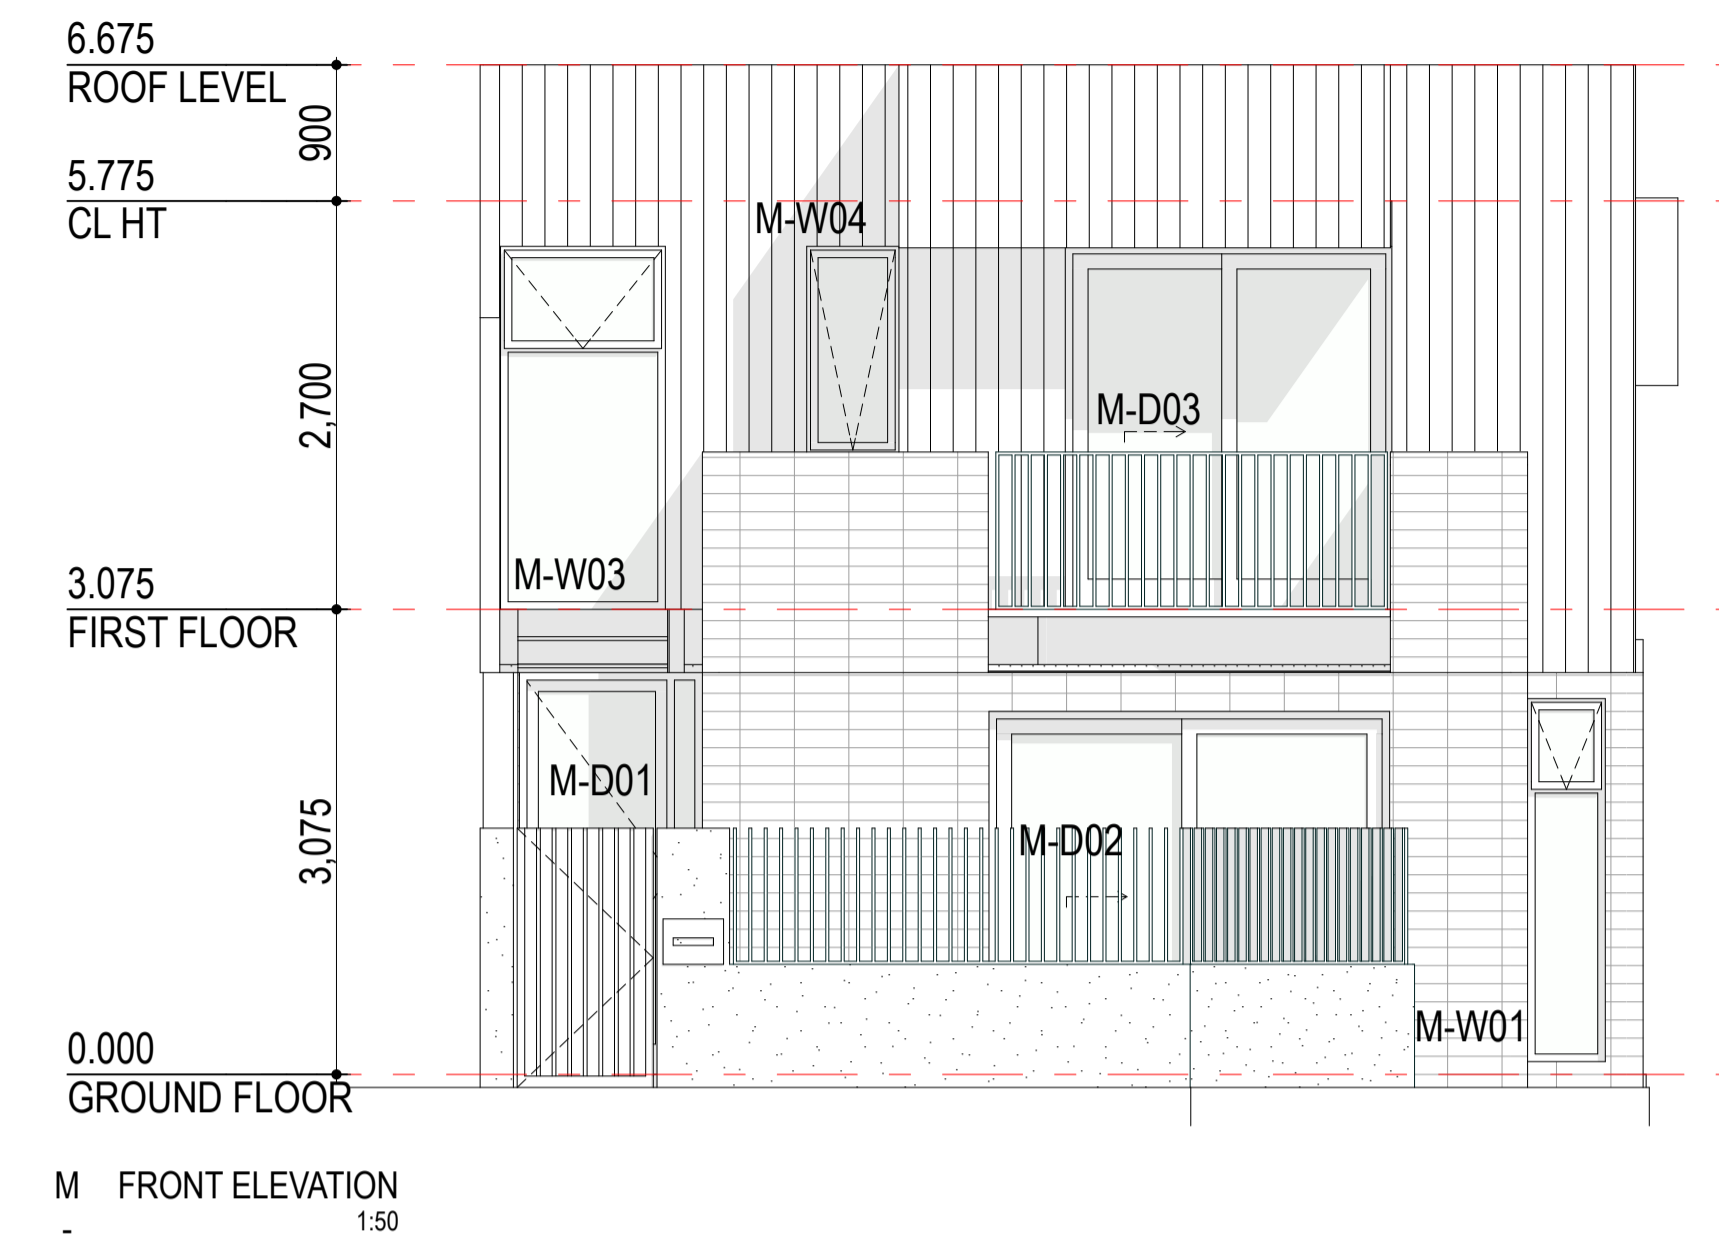 6.675
ROOF LEVEL
900
5.775
CL HT
M-W04
2,700
M-D03
M-W03
3.075
FIRST FLOOR
M-D01
3,075
M-D02
M-W01
0.000
GROUND FLOOR
M FRONT ELEVATION
- 1:50